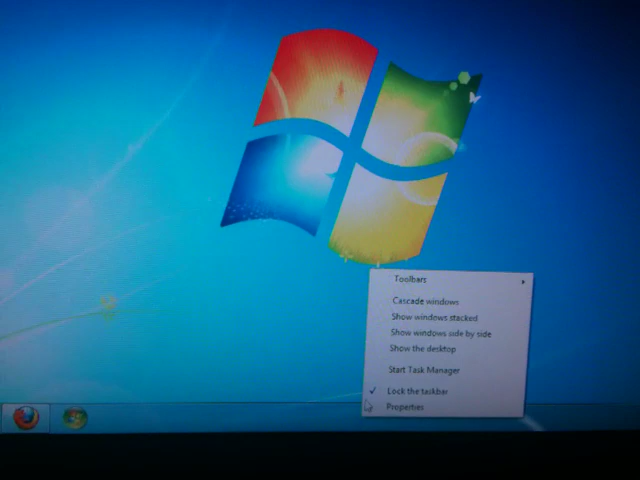 Toolbars
Cascade windows
Show windows stacked
Show windows side by side
Show the desktop
Start Task Manager
Lock the taskbar
Properties